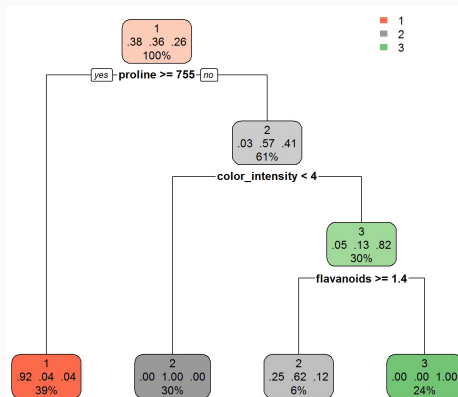 1
2
3
1
.38 .36 .26
100%
yes proline >= 755 no
2
.03 .57 .41
61%
color_intensity < 4
3
.05 .13 .82
30%
flavanoids >= 1.4
1
.92 .04 .04
39%
2
.00 1.00 .00
30%
2
.25 .62 .12
6%
3
.00 .00 1.00
24%